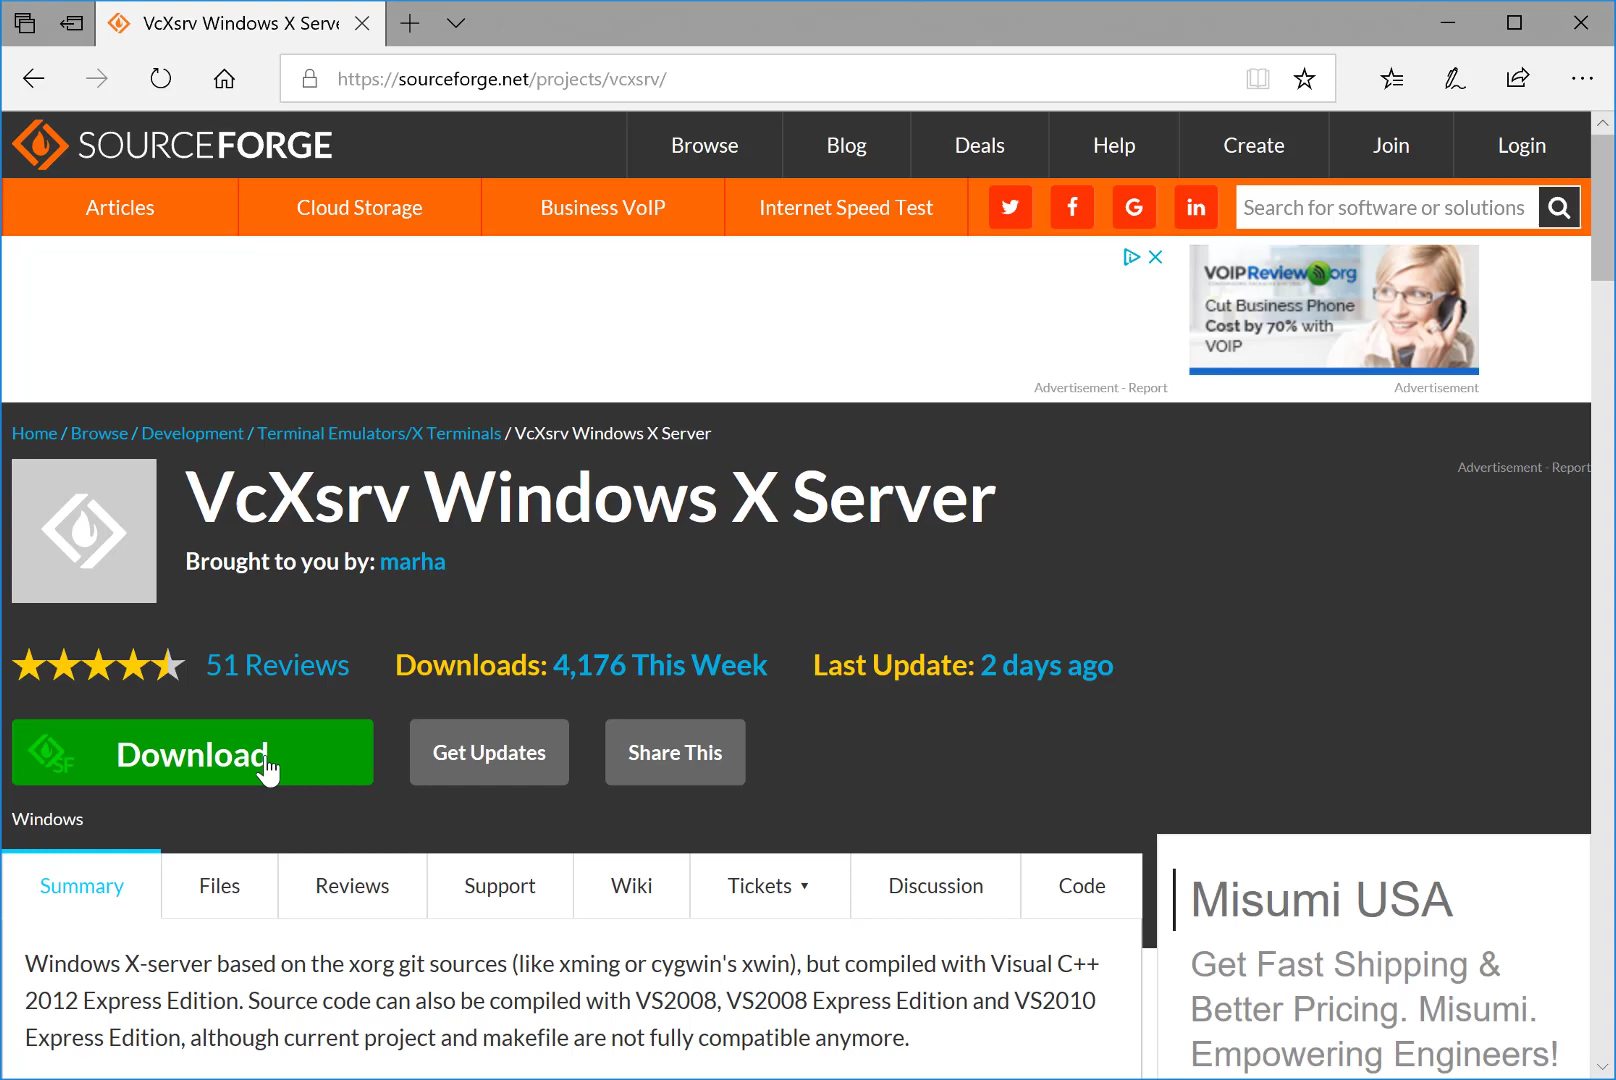 VcXsrv Windows X Serve
https://sourceforge.net/projects/vcxsrv/
SOURCEFORGE
Browse
Blog
Deals
Help
Create
Join
Login
Articles
Cloud Storage
Business VoIP
Internet Speed Test
Search for software or solutions
VOIPReview.org
Cut Business Phone
Cost by 70% with
VOIP
Advertisement - Report
Advertisement
Home / Browse / Development / Terminal Emulators/X Terminals / VcXsrv Windows X Server
Advertisement - Report
VcXsrv Windows X Server
Brought to you by: marha
51 Reviews
Downloads: 4,176 This Week
Last Update: 2 days ago
SF
Download
Get Updates
Share This
Windows
Summary
Files
Reviews
Support
Wiki
Tickets
Discussion
Code
Windows X-server based on the xorg git sources (like xming or cygwin's xwin), but compiled with Visual C++
2012 Express Edition. Source code can also be compiled with VS2008, VS2008 Express Edition and VS2010
Express Edition, although current project and makefile are not fully compatible anymore.
Misumi USA
Get Fast Shipping &
Better Pricing. Misumi.
Empowering Engineers!